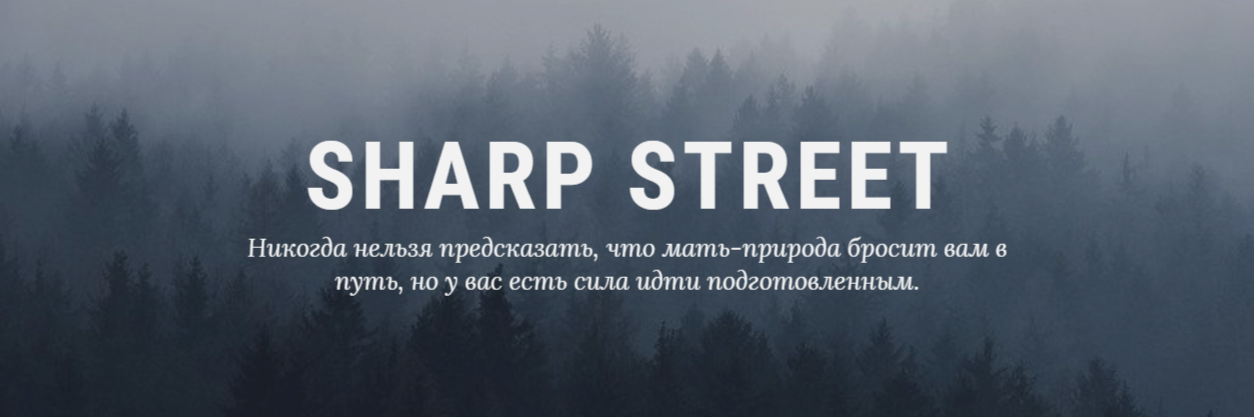 SHARP STREET
Никогда нельзя предсказать, что мать-природа бросит вам в
путь, но у вас есть сила идти подготовленным.